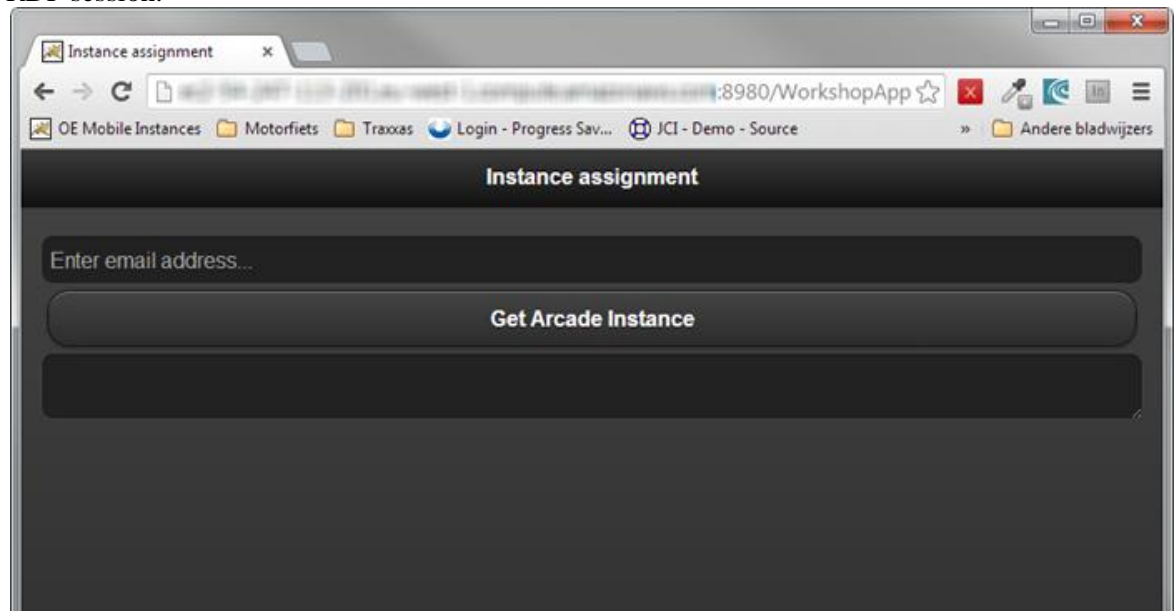 RDP session.
Instance assignment
:8980/WorkshopApp
OE Mobile Instances Motorfiets Traxxas Login - Progress Sav... JCI - Demo - Source » Andere bladwijzers
Instance assignment
Enter email address...
Get Arcade Instance